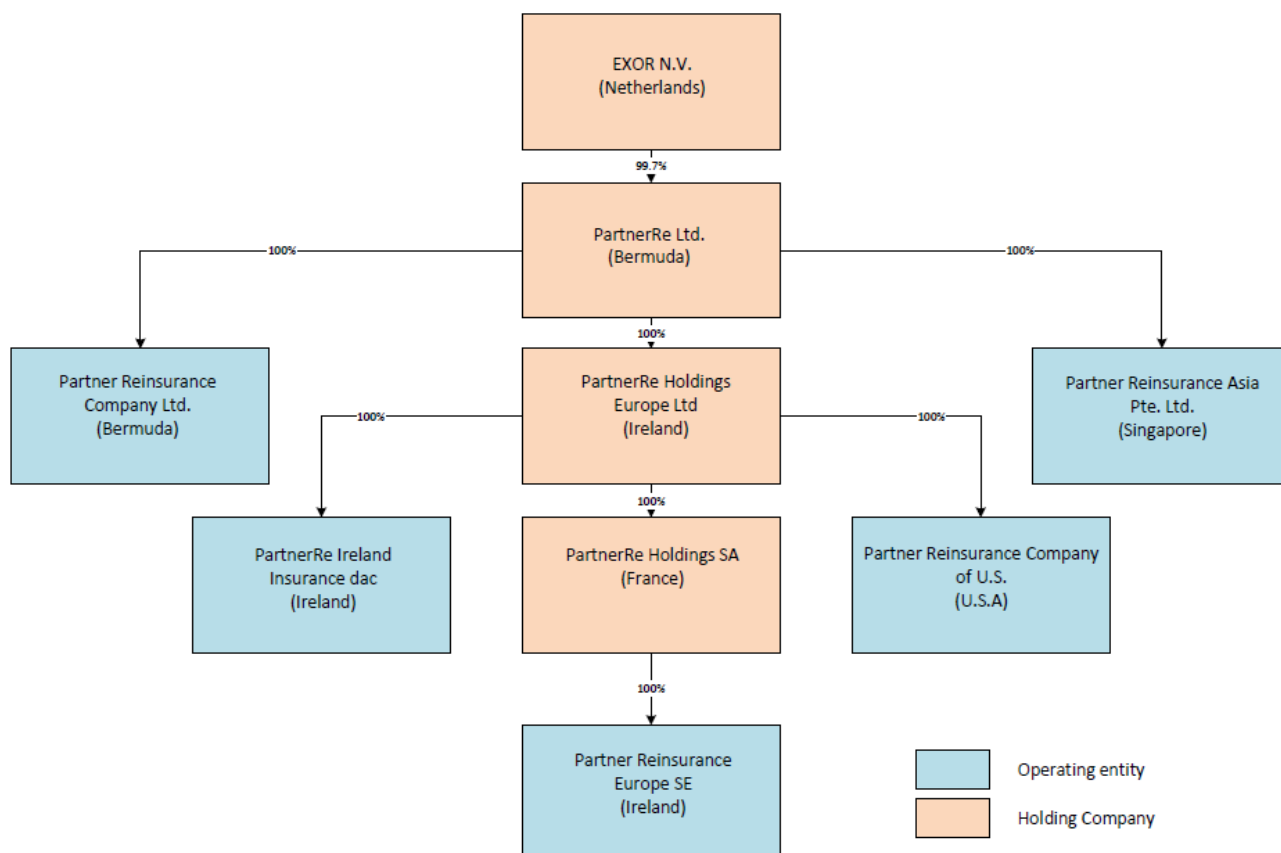 EXOR N.V.
(Netherlands)
99.7%
PartnerRe Ltd.
(Bermuda)
100%
100%
100%
Partner Reinsurance
Company Ltd.
(Bermuda)
PartnerRe Holdings
Europe Ltd
(Ireland)
Partner Reinsurance Asia
Pte. Ltd.
(Singapore)
100%
100%
100%
PartnerRe Ireland
Insurance dac
(Ireland)
PartnerRe Holdings SA
(France)
Partner Reinsurance Company
of U.S.
(U.S.A)
100%
Partner Reinsurance
Europe SE
(Ireland)
Operating entity
Holding Company